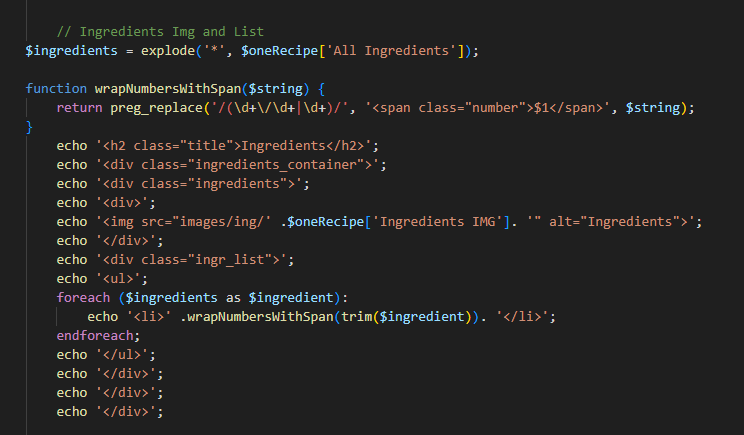 // Ingredients Img and List
$ingredients = explode('*', $oneRecipe['All Ingredients']);
function wrapNumbersWithSpan($string) {
return preg_replace('/(\d+\/\d+|\d+)/', '<span class="number">$1</span>', $string);
}
echo '<h2 class="title">Ingredients</h2>';
echo '<div class="ingredients_container">';
echo '<div class="ingredients">';
echo '<div>';
echo '<img src="images/ing/' .$oneRecipe['Ingredients IMG']. '" alt="Ingredients">';
echo '</div>';
echo '<div class="ingr_list">';
echo '<ul>';
foreach ($ingredients as $ingredient):
echo '<li>' .wrapNumbersWithSpan(trim($ingredient)). '</li>';
endforeach;
echo '</ul>';
echo '</div>';
echo '</div>';
echo '</div>';